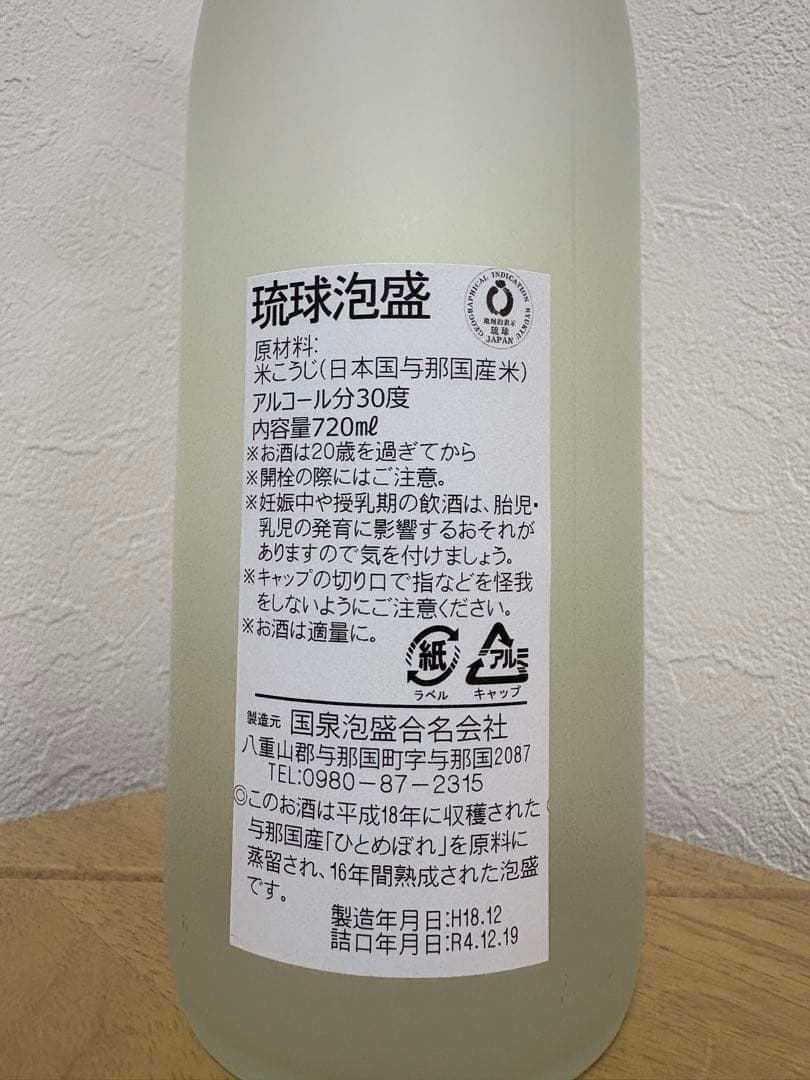 琉球泡盛
GEOGRAPHICAL INDICATION RYUKYU
地理的表示
琉球
JAPAN
原材料:
米こうじ(日本国与那国産米)
アルコール分30度
内容量720mℓ
※お酒は20歳を過ぎてから
※開栓の際にはご注意。
※妊娠中や授乳期の飲酒は、胎児・
乳児の発育に影響するおそれが
ありますので気を付けましょう。
※キャップの切り口で指などを怪我
をしないようにご注意ください。
※お酒は適量に。
紙
ラベル
アルミ
キャップ
製造元 国泉泡盛合名会社
八重山郡与那国町字与那国2087
TEL:0980-87-2315
◎このお酒は平成18年に収穫された
与那国産「ひとめぼれ」を原料に
蒸留され、16年間熟成された泡盛
です。
製造年月日:H18.12
詰口年月日:R4.12.19